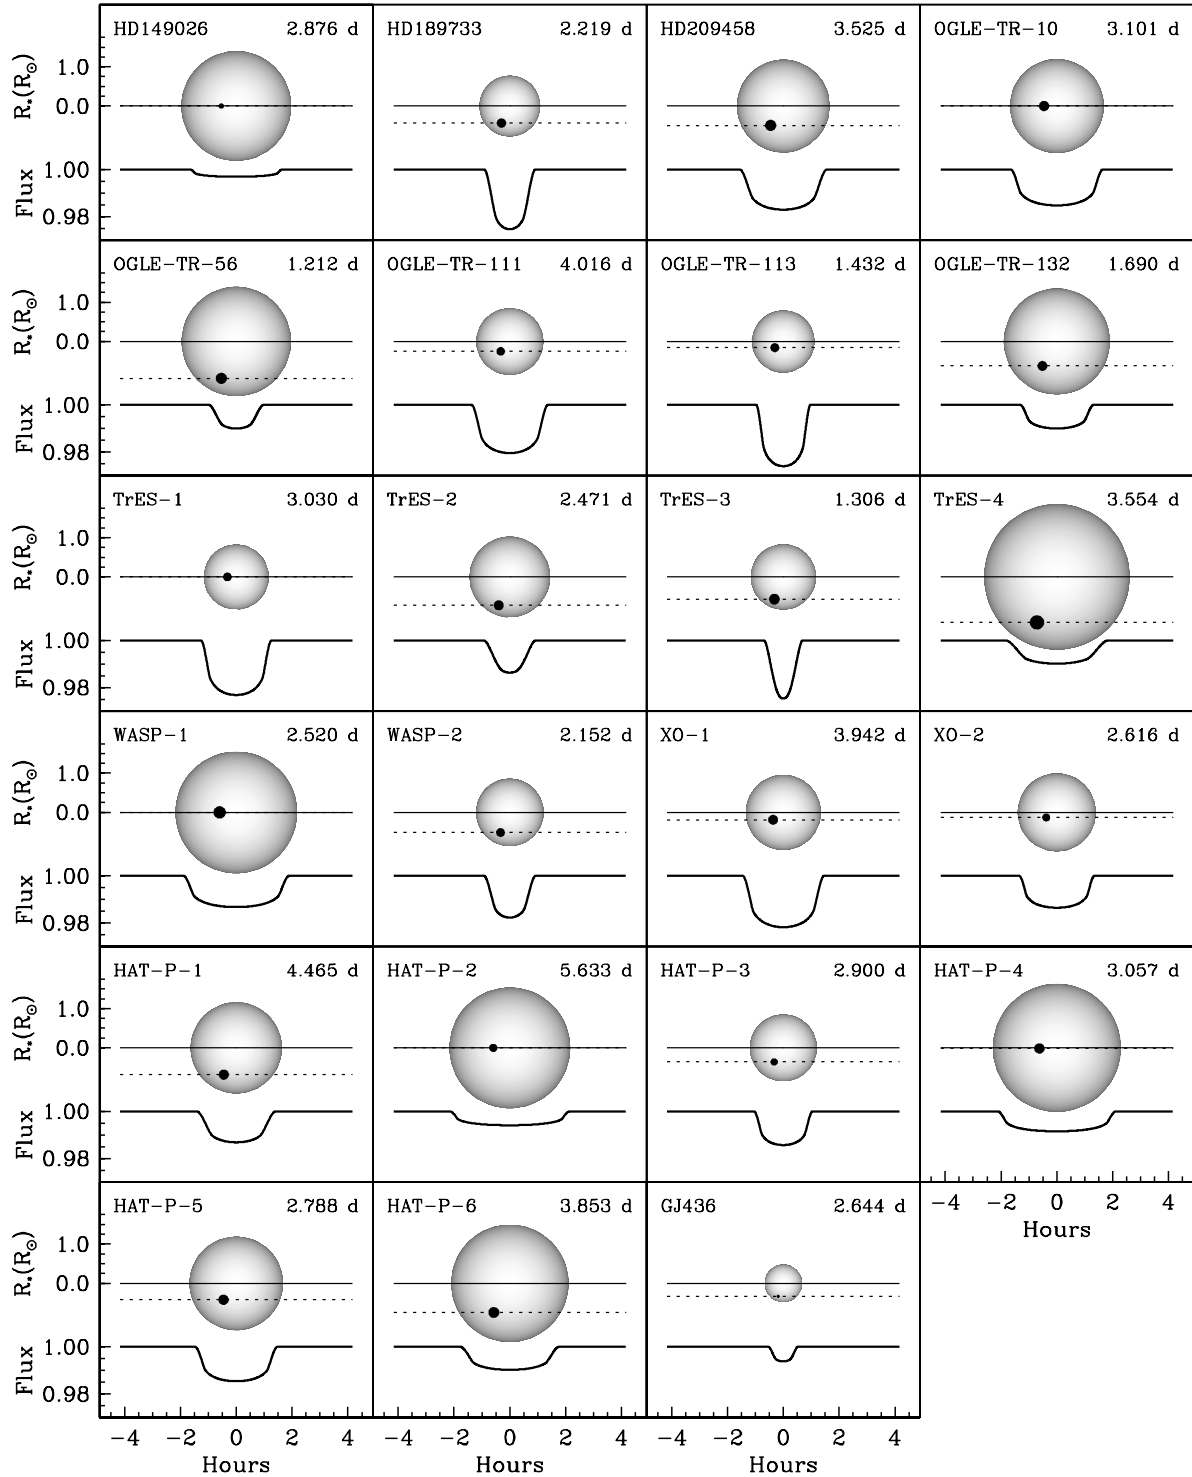 HD149026 2.876 d HD189733 2.219 d HD209458 3.525 d OGLE-TR-10 3.101 d
R*(R⊙) 1.0
0.0
Flux 1.00
0.98
OGLE-TR-56 1.212 d OGLE-TR-111 4.016 d OGLE-TR-113 1.432 d OGLE-TR-132 1.690 d
R*(R⊙) 1.0
0.0
Flux 1.00
0.98
TrES-1 3.030 d TrES-2 2.471 d TrES-3 1.306 d TrES-4 3.554 d
R*(R⊙) 1.0
0.0
Flux 1.00
0.98
WASP-1 2.520 d WASP-2 2.152 d XO-1 3.942 d XO-2 2.616 d
R*(R⊙) 1.0
0.0
Flux 1.00
0.98
HAT-P-1 4.465 d HAT-P-2 5.633 d HAT-P-3 2.900 d HAT-P-4 3.057 d
R*(R⊙) 1.0
0.0
Flux 1.00
0.98
-4 -2 0 2 4
Hours
HAT-P-5 2.788 d HAT-P-6 3.853 d GJ436 2.644 d
R*(R⊙) 1.0
0.0
Flux 1.00
0.98
-4 -2 0 2 4 -4 -2 0 2 4 -4 -2 0 2 4
Hours Hours Hours